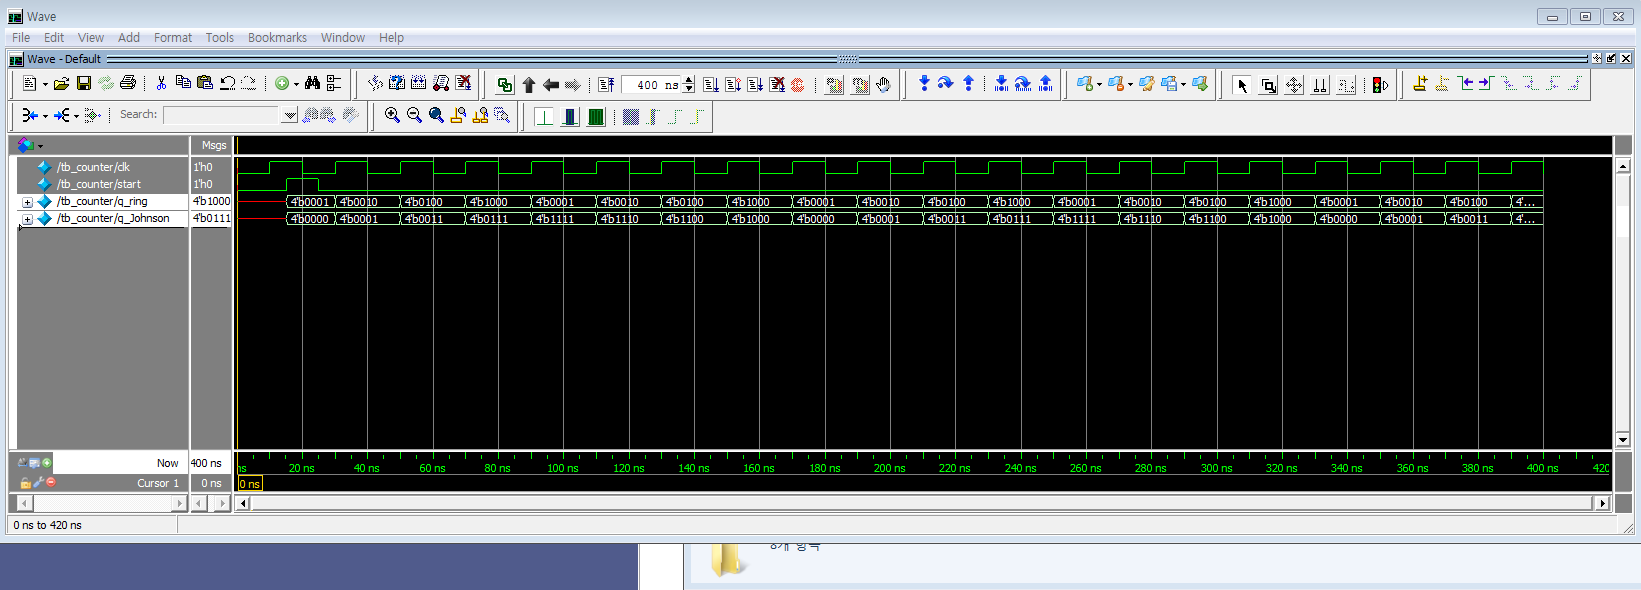 Wave
File Edit View Add Format Tools Bookmarks Window Help
Wave - Default
400 ns
Search:
Msgs
/tb_counter/clk 1'h0
/tb_counter/start 1'h0
/tb_counter/q_ring 4'b1000 4'b0001 4'b0010 4'b0100 4'b1000 4'b0001 4'b0010 4'b0100 4'b1000 4'b0001 4'b0010 4'b0100 4'b1000 4'b0001 4'b0010 4'b0100 4'b1000 4'b0001 4'b0010 4'b0100 4'...
/tb_counter/q_Johnson 4'b0111 4'b0000 4'b0001 4'b0011 4'b0111 4'b1111 4'b1110 4'b1100 4'b1000 4'b0000 4'b0001 4'b0011 4'b0111 4'b1111 4'b1110 4'b1100 4'b1000 4'b0000 4'b0001 4'b0011 4'...
Now 400 ns ns 20 ns 40 ns 60 ns 80 ns 100 ns 120 ns 140 ns 160 ns 180 ns 200 ns 220 ns 240 ns 260 ns 280 ns 300 ns 320 ns 340 ns 360 ns 380 ns 400 ns 420
Cursor 1 0 ns 0 ns
0 ns to 420 ns
8개 항목